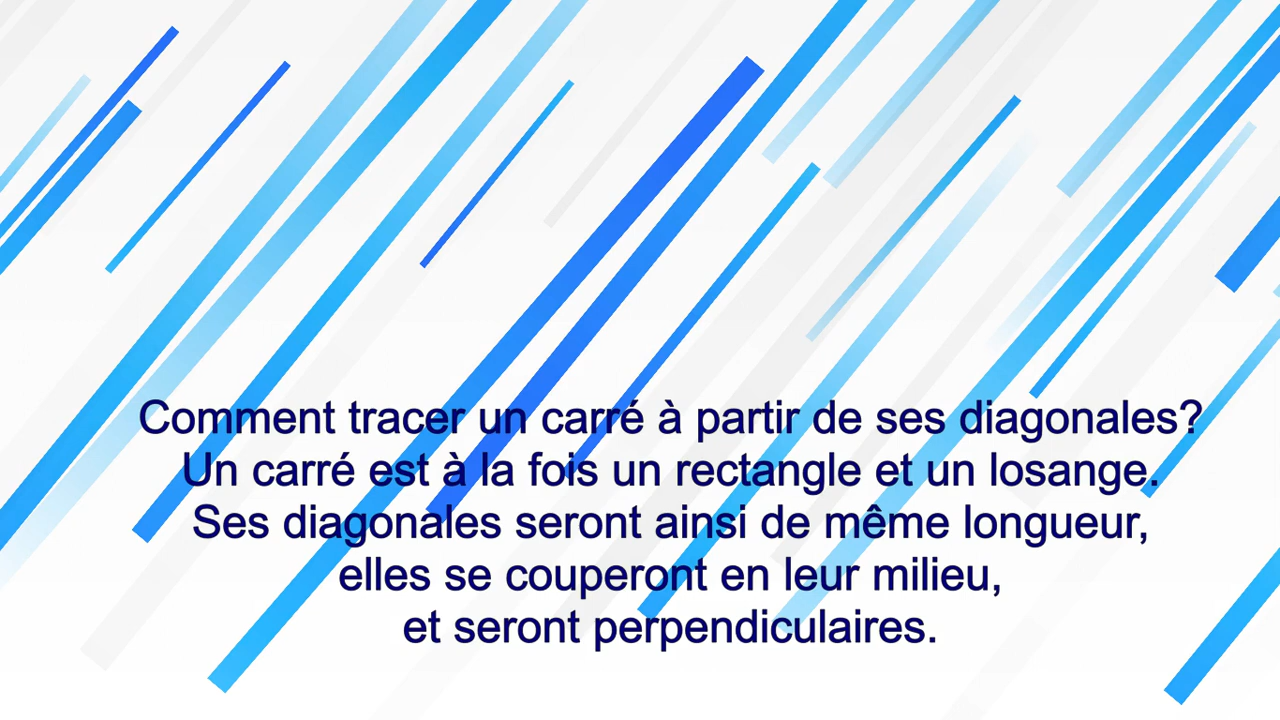 Comment tracer un carré à partir de ses diagonales?
Un carré est à la fois un rectangle et un losange.
Ses diagonales seront ainsi de même longueur,
elles se couperont en leur milieu,
et seront perpendiculaires.